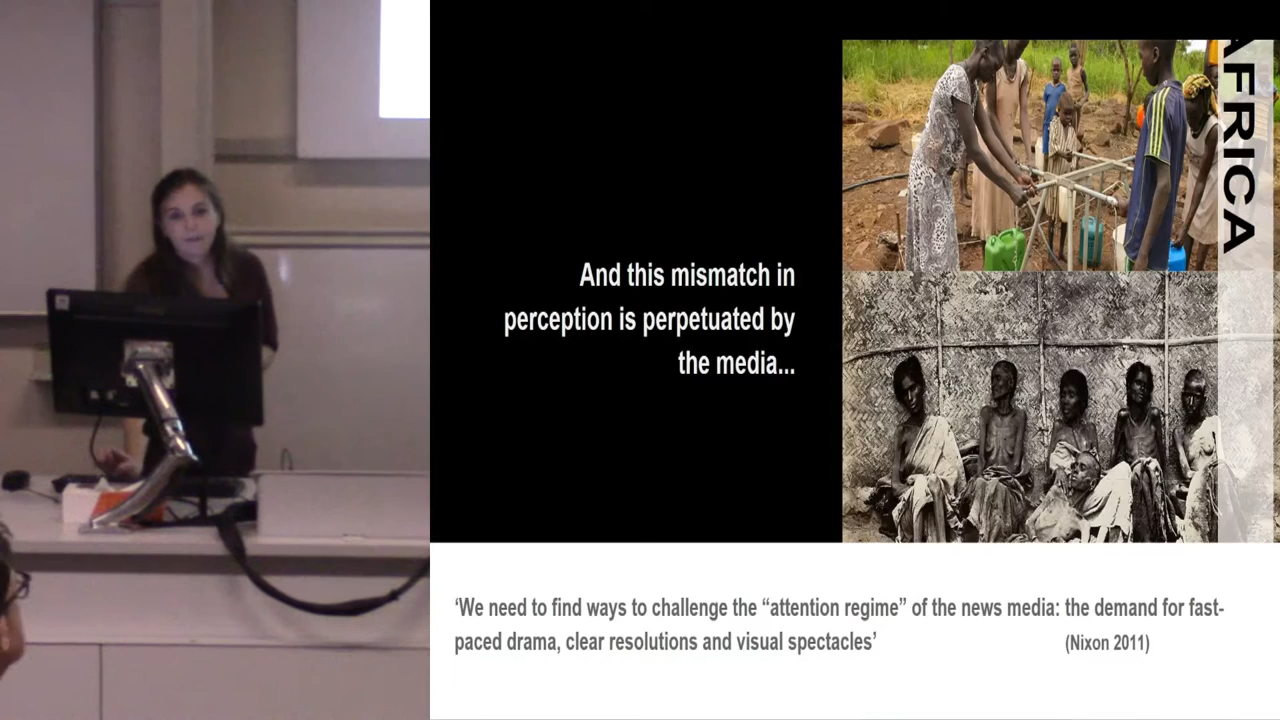 AFRICA
And this mismatch in
perception is perpetuated by
the media...
‘We need to find ways to challenge the “attention regime” of the news media: the demand for fast-
paced drama, clear resolutions and visual spectacles’ (Nixon 2011)